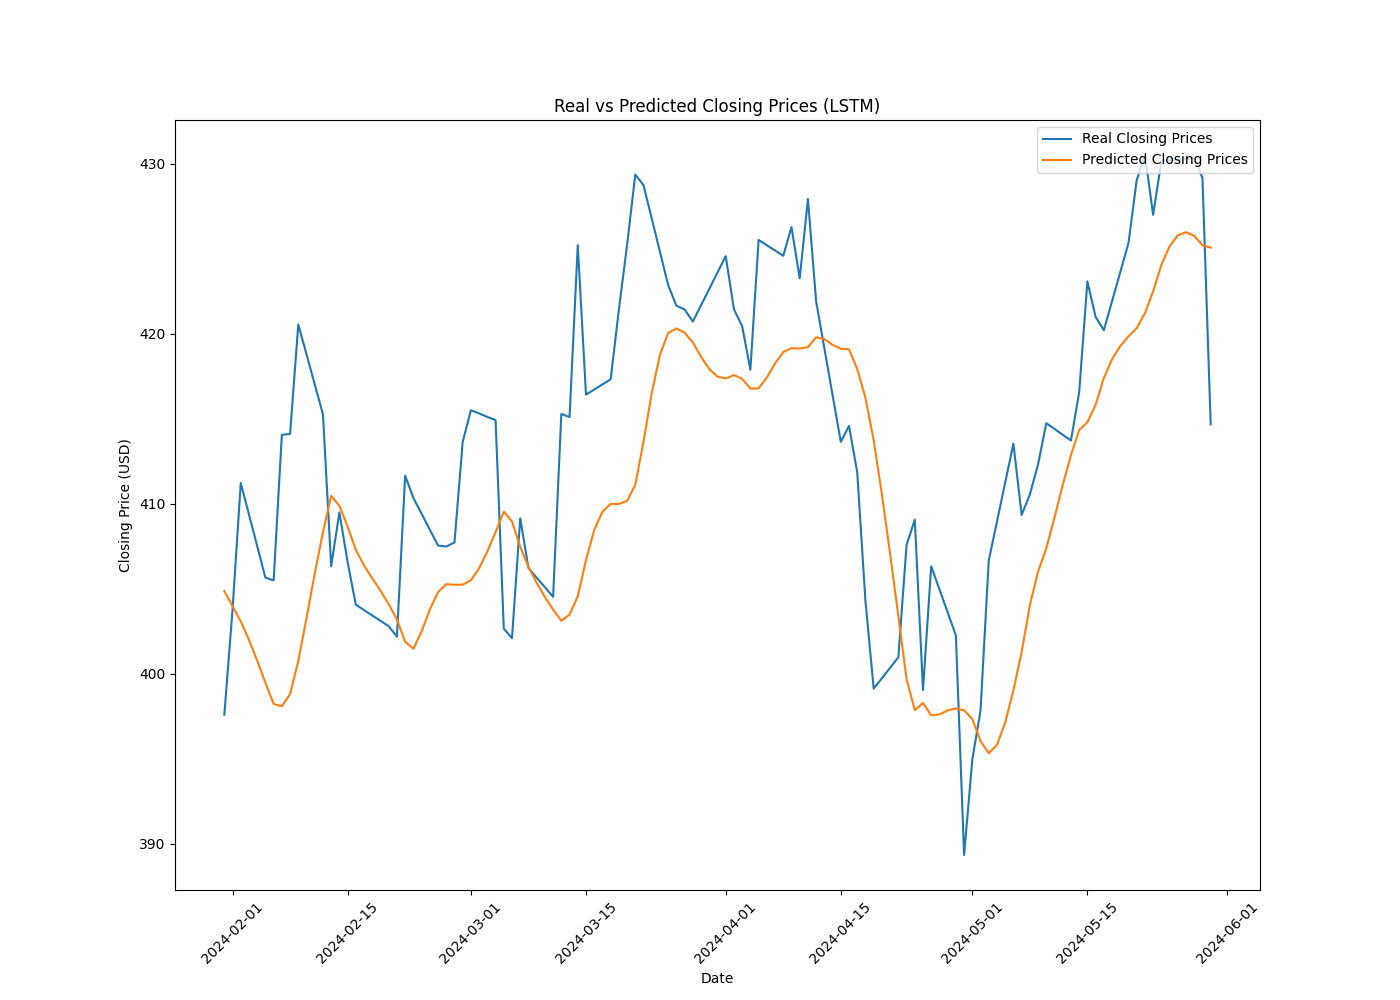 Real vs Predicted Closing Prices (LSTM)
Real Closing Prices
Predicted Closing Prices
430
420
410
400
390
Closing Price (USD)
2024-02-01
2024-02-15
2024-03-01
2024-03-15
2024-04-01
2024-04-15
2024-05-01
2024-05-15
2024-06-01
Date